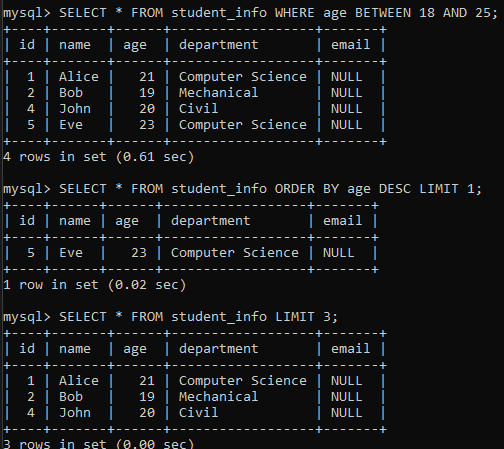 mysql> SELECT * FROM student_info WHERE age BETWEEN 18 AND 25;
+----+-------+------+------------------+-------+
| id | name  | age  | department       | email |
+----+-------+------+------------------+-------+
|  1 | Alice |   21 | Computer Science | NULL  |
|  2 | Bob   |   19 | Mechanical       | NULL  |
|  4 | John  |   20 | Civil            | NULL  |
|  5 | Eve   |   23 | Computer Science | NULL  |
+----+-------+------+------------------+-------+
4 rows in set (0.61 sec)

mysql> SELECT * FROM student_info ORDER BY age DESC LIMIT 1;
+----+------+------+------------------+-------+
| id | name | age  | department       | email |
+----+------+------+------------------+-------+
|  5 | Eve  |   23 | Computer Science | NULL  |
+----+------+------+------------------+-------+
1 row in set (0.02 sec)

mysql> SELECT * FROM student_info LIMIT 3;
+----+-------+------+------------------+-------+
| id | name  | age  | department       | email |
+----+-------+------+------------------+-------+
|  1 | Alice |   21 | Computer Science | NULL  |
|  2 | Bob   |   19 | Mechanical       | NULL  |
|  4 | John  |   20 | Civil            | NULL  |
+----+-------+------+------------------+-------+
3 rows in set (0.00 sec)